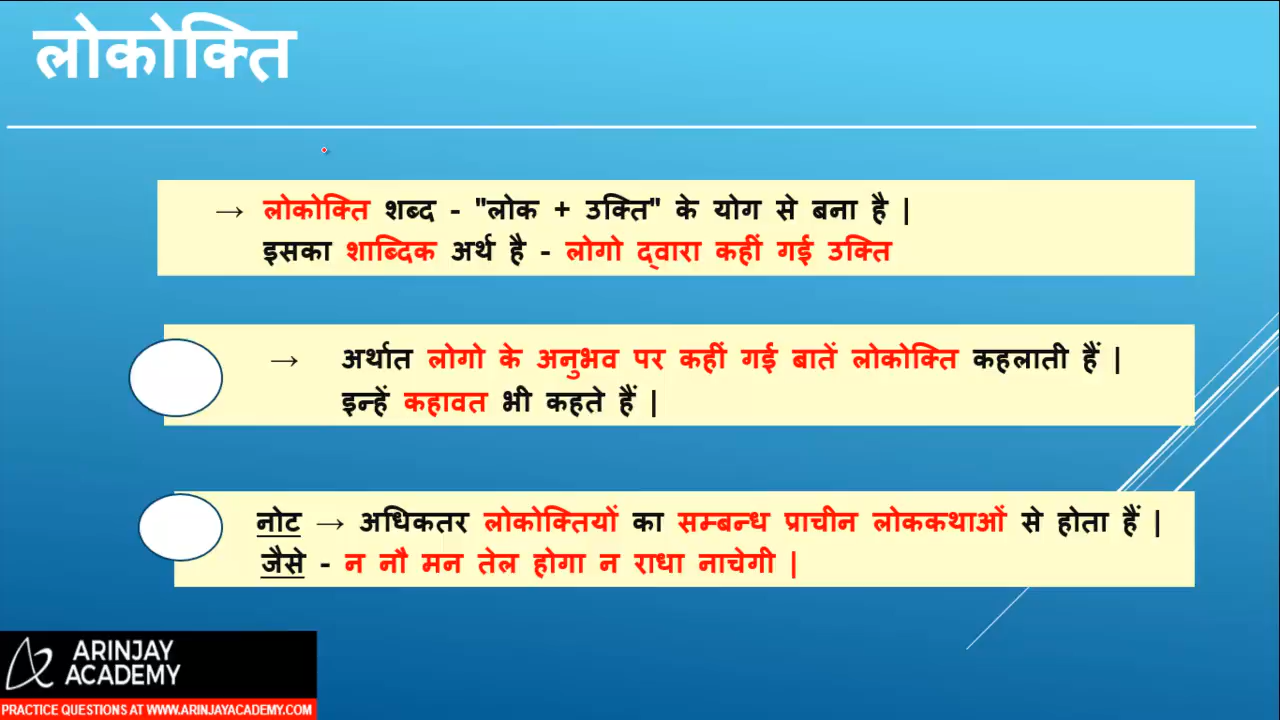 लोकोक्ति
→ लोकोक्ति शब्द - "लोक + उक्ति" के योग से बना है |
इसका शाब्दिक अर्थ है - लोगो द्वारा कहीं गई उक्ति
→ अर्थात लोगो के अनुभव पर कहीं गई बातें लोकोक्ति कहलाती हैं |
इन्हें कहावत भी कहते हैं |
नोट → अधिकतर लोकोक्तियों का सम्बन्ध प्राचीन लोककथाओं से होता हैं |
जैसे - न नौ मन तेल होगा न राधा नाचेगी |
ARINJAY
ACADEMY
PRACTICE QUESTIONS AT WWW.ARINJAYACADEMY.COM